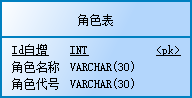 角色表
Id自增 INT <pk>
角色名称 VARCHAR(30)
角色代号 VARCHAR(30)